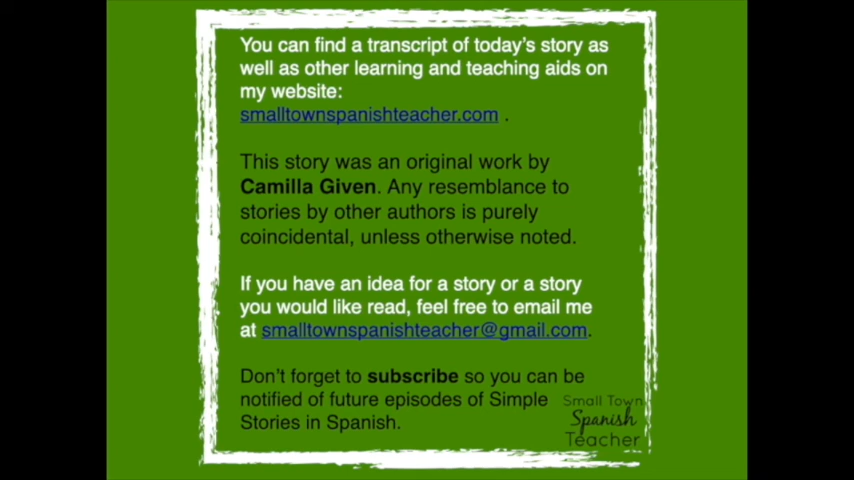 You can find a transcript of today's story as
well as other learning and teaching aids on
my website:
smalltownspanishteacher.com .
This story was an original work by
Camilla Given. Any resemblance to
stories by other authors is purely
coincidental, unless otherwise noted.
If you have an idea for a story or a story
you would like read, feel free to email me
at smalltownspanishteacher@gmail.com.
Don't forget to subscribe so you can be
notified of future episodes of Simple
Stories in Spanish.
Small Town
Spanish
Teacher